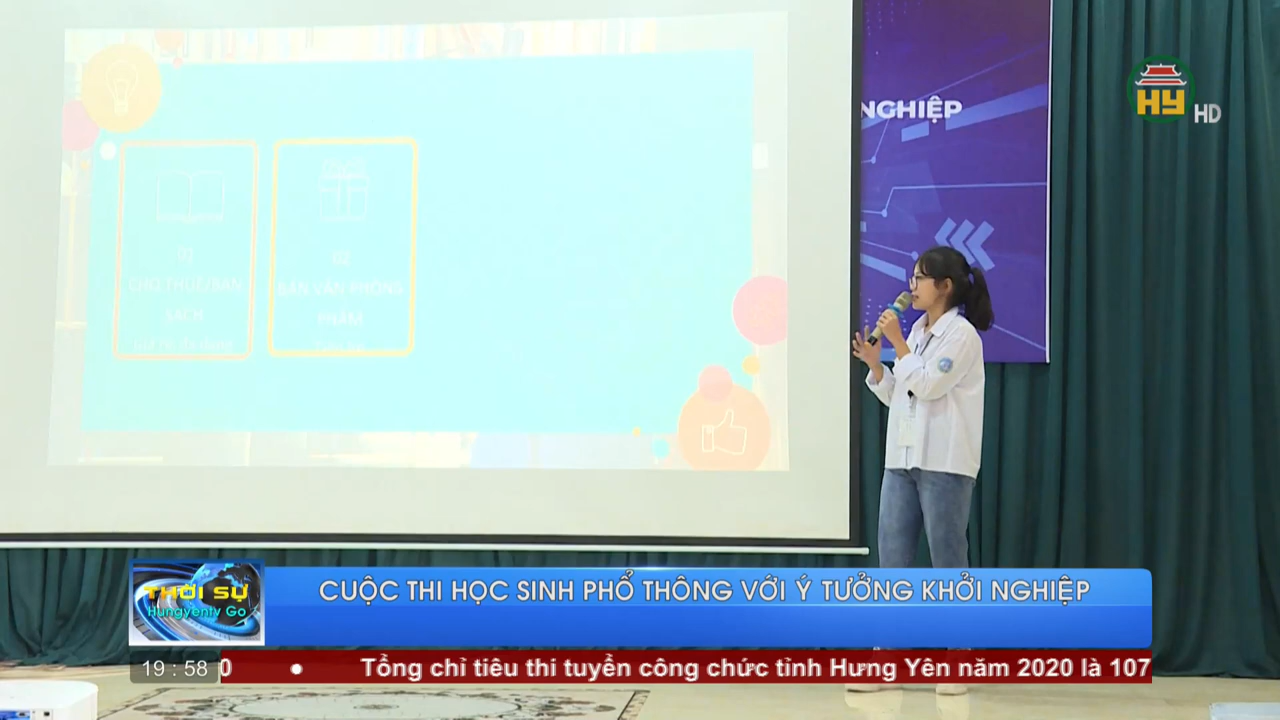 NGHIỆP
HY HD
01
CHO THUÊ/BÁN
SÁCH
02
BÁN VĂN PHÒNG
PHẨM
CUỘC THI HỌC SINH PHỔ THÔNG VỚI Ý TƯỞNG KHỞI NGHIỆP
THỜI SỰ
Hungyentv Go
19 : 58
0 • Tổng chỉ tiêu thi tuyển công chức tỉnh Hưng Yên năm 2020 là 107